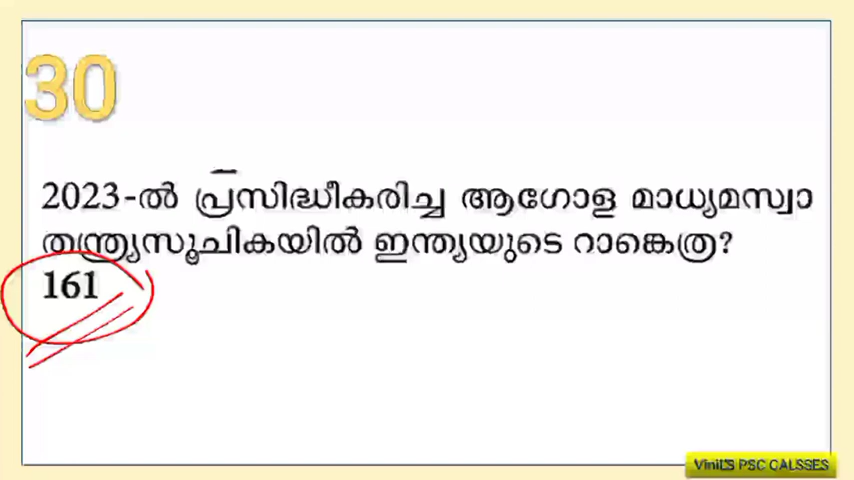 30
2023-ൽ പ്രസിദ്ധീകരിച്ച ആഗോള മാധ്യമസ്വാ
തന്ത്ര്യസൂചികയിൽ ഇന്ത്യയുടെ റാങ്കെത്ര?
161
ViniL'S PSC CALSSES